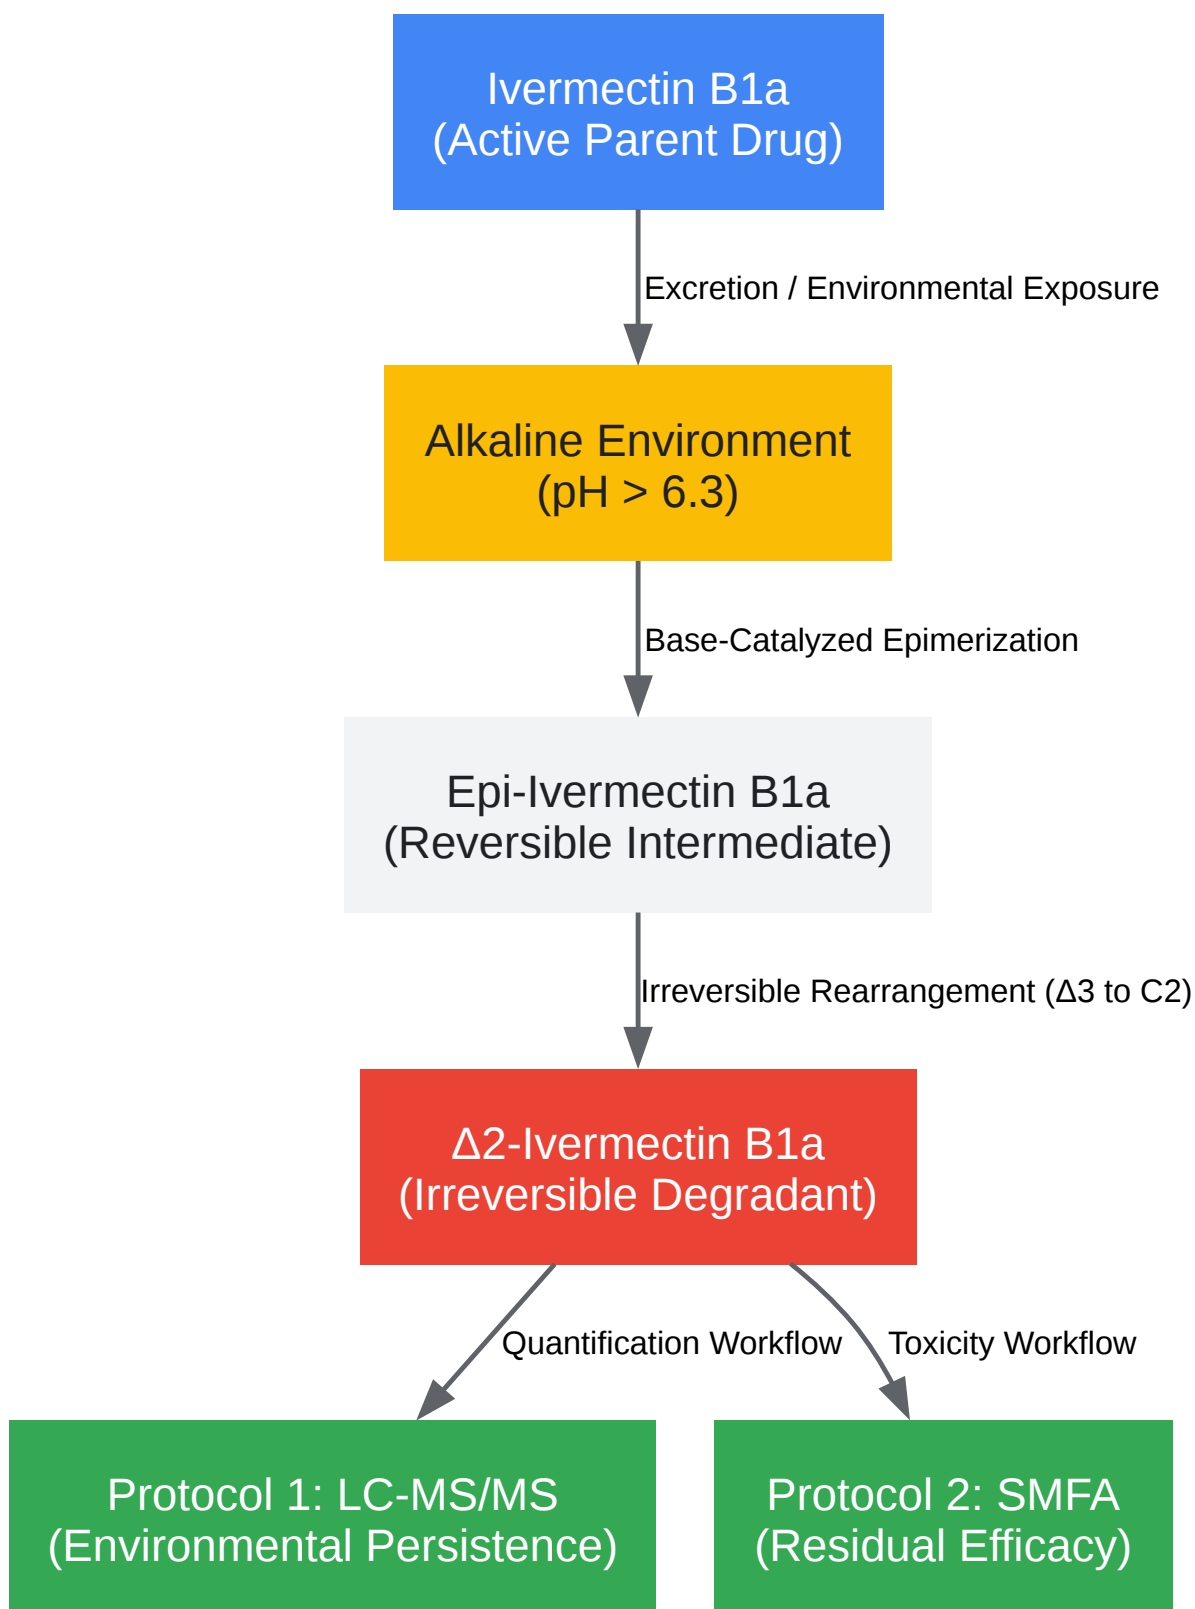 Ivermectin B1a
(Active Parent Drug)
Excretion / Environmental Exposure
Alkaline Environment
(pH > 6.3)
Base-Catalyzed Epimerization
Epi-Ivermectin B1a
(Reversible Intermediate)
Irreversible Rearrangement (Δ3 to C2)
Δ2-Ivermectin B1a
(Irreversible Degradant)
Quantification Workflow
Toxicity Workflow
Protocol 1: LC-MS/MS
(Environmental Persistence)
Protocol 2: SMFA
(Residual Efficacy)